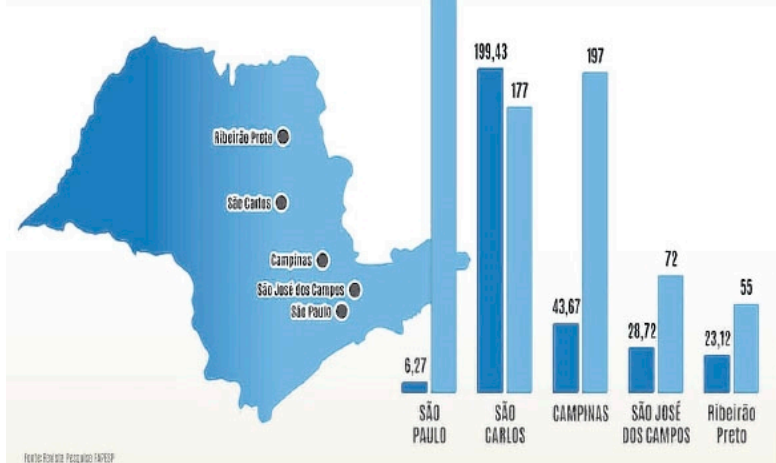 199,43
197
177
Ribeirão Preto
São Carlos
Campinas
São José dos Campos
São Paulo
72
55
43,67
28,72
23,12
6,27
SÃO
PAULO
SÃO
CARLOS
CAMPINAS
SÃO JOSÉ
DOS CAMPOS
Ribeirão
Preto
Fonte: Revista Pesquisa FAPESP